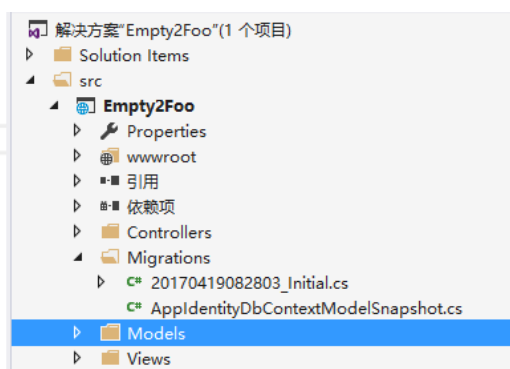 解决方案"Empty2Foo"(1 个项目)
Solution Items
src
Empty2Foo
Properties
wwwroot
引用
依赖项
Controllers
Migrations
C# 20170419082803_Initial.cs
C# AppIdentityDbContextModelSnapshot.cs
Models
Views